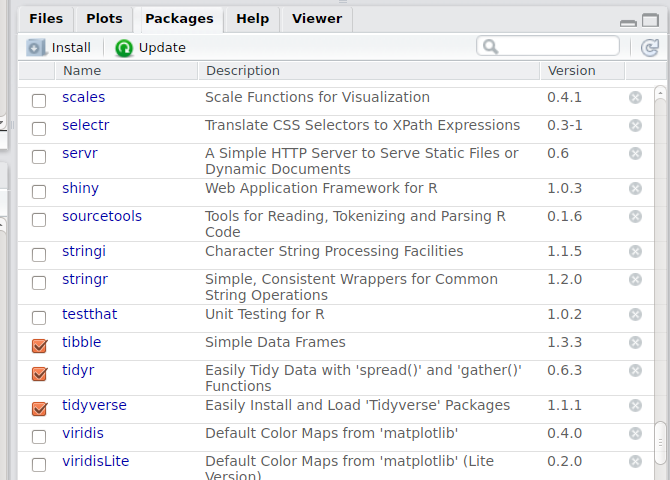 Files Plots Packages Help Viewer
Install Update
Name Description Version
scales Scale Functions for Visualization 0.4.1
selectr Translate CSS Selectors to XPath Expressions 0.3-1
servr A Simple HTTP Server to Serve Static Files or 0.6
Dynamic Documents
shiny Web Application Framework for R 1.0.3
sourcetools Tools for Reading, Tokenizing and Parsing R 0.1.6
Code
stringi Character String Processing Facilities 1.1.5
stringr Simple, Consistent Wrappers for Common 1.2.0
String Operations
testthat Unit Testing for R 1.0.2
tibble Simple Data Frames 1.3.3
tidyr Easily Tidy Data with 'spread()' and 'gather()' 0.6.3
Functions
tidyverse Easily Install and Load 'Tidyverse' Packages 1.1.1
viridis Default Color Maps from 'matplotlib' 0.4.0
viridisLite Default Color Maps from 'matplotlib' (Lite 0.2.0
Version)